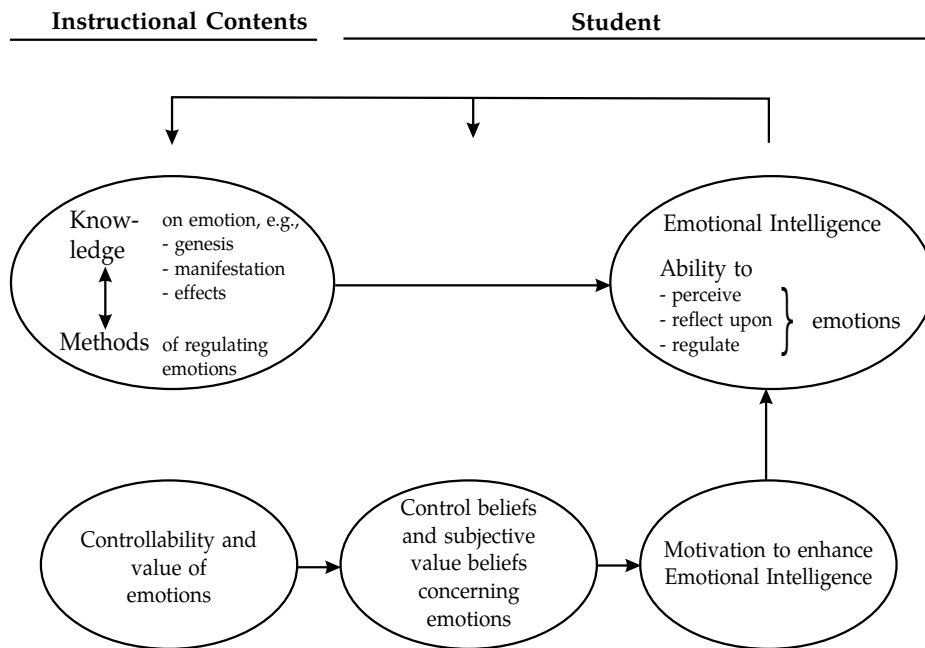 Instructional Contents
Student
Know-
ledge
on emotion, e.g.,
- genesis
- manifestation
- effects
Methods
of regulating
emotions
Emotional Intelligence
Ability to
- perceive
- reflect upon
- regulate
} emotions
Controllability and
value of
emotions
Control beliefs
and subjective
value beliefs
concerning
emotions
Motivation to enhance
Emotional Intelligence